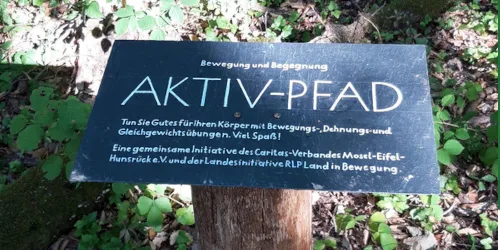 Bewegung und Begegnung
AKTIV-PFAD
Tun Sie Gutes für Ihren Körper mit Bewegungs-, Dehnungs- und
Gleichgewichtsübungen. Viel Spaß!
Eine gemeinsame Initiative des Caritas-Verbandes Mosel-Eifel-
Hunsrück e.V. und der Landesinitiative RLP Land in Bewegung.